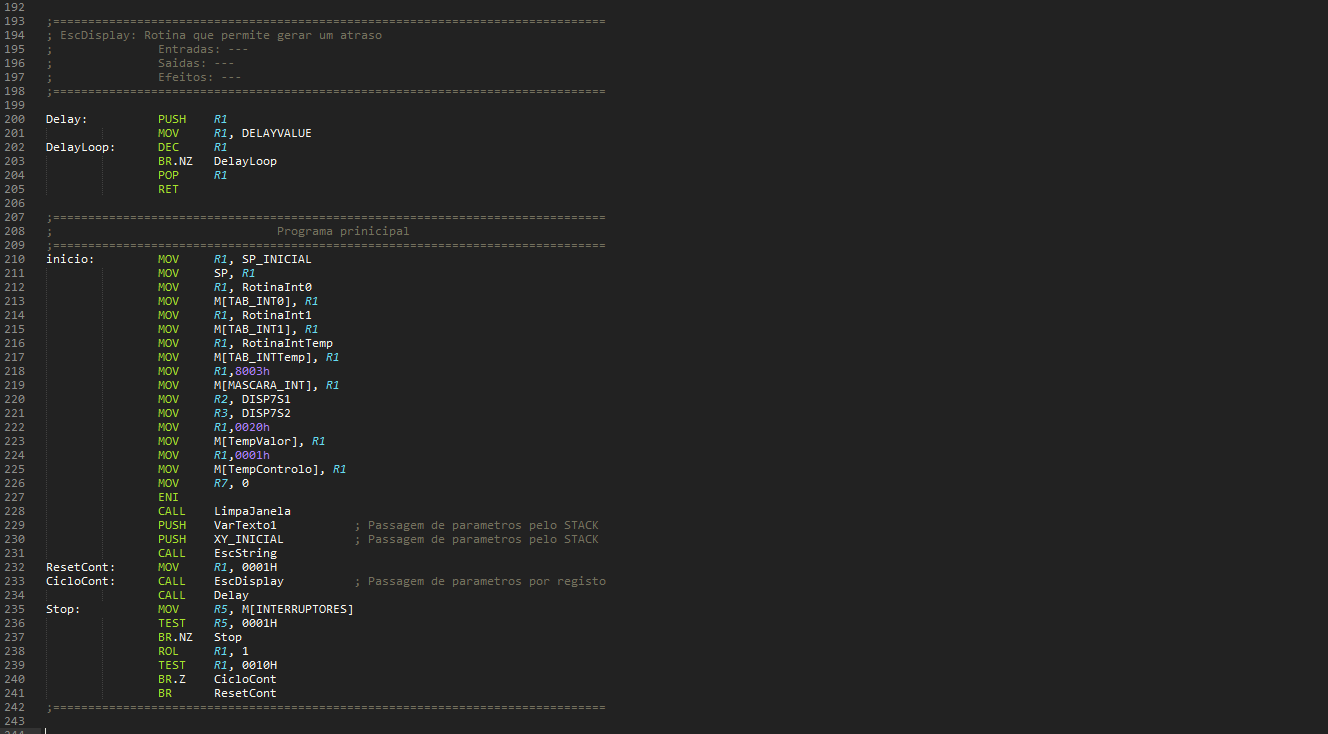 192
193 ;===============================================================================
194 ; EscDisplay: Rotina que permite gerar um atraso
195 ;               Entradas: ---
196 ;               Saidas: ---
197 ;               Efeitos: ---
198 ;===============================================================================
199
200 Delay:          PUSH    R1
201                 MOV     R1, DELAYVALUE
202 DelayLoop:      DEC     R1
203                 BR.NZ   DelayLoop
204                 POP     R1
205                 RET
206
207 ;===============================================================================
208 ;                                Programa prinicipal
209 ;===============================================================================
210 inicio:         MOV     R1, SP_INICIAL
211                 MOV     SP, R1
212                 MOV     R1, RotinaInt0
213                 MOV     M[TAB_INT0], R1
214                 MOV     R1, RotinaInt1
215                 MOV     M[TAB_INT1], R1
216                 MOV     R1, RotinaIntTemp
217                 MOV     M[TAB_INTTemp], R1
218                 MOV     R1,8003h
219                 MOV     M[MASCARA_INT], R1
220                 MOV     R2, DISP7S1
221                 MOV     R3, DISP7S2
222                 MOV     R1,0020h
223                 MOV     M[TempValor], R1
224                 MOV     R1,0001h
225                 MOV     M[TempControlo], R1
226                 MOV     R7, 0
227                 ENI
228                 CALL    LimpaJanela
229                 PUSH    VarTexto1           ; Passagem de parametros pelo STACK
230                 PUSH    XY_INICIAL          ; Passagem de parametros pelo STACK
231                 CALL    EscString
232 ResetCont:      MOV     R1, 0001H
233 CicloCont:      CALL    EscDisplay          ; Passagem de parametros por registo
234                 CALL    Delay
235 Stop:           MOV     R5, M[INTERRUPTORES]
236                 TEST    R5, 0001H
237                 BR.NZ   Stop
238                 ROL     R1, 1
239                 TEST    R1, 0010H
240                 BR.Z    CicloCont
241                 BR      ResetCont
242 ;===============================================================================
243
244